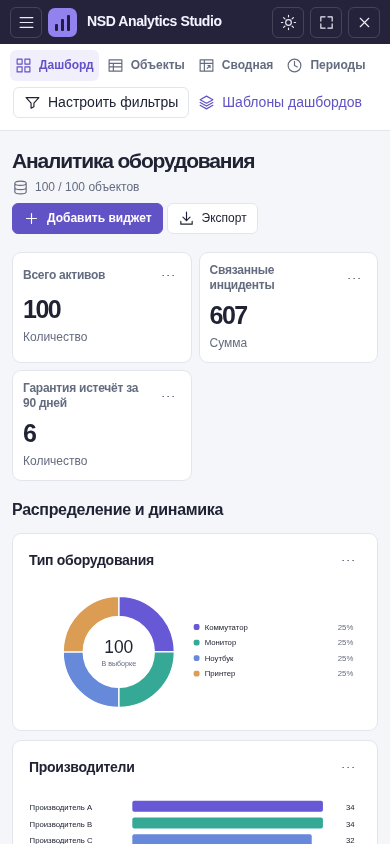 NSD Analytics Studio
Дашборд
Объекты
Сводная
Периоды
Настроить фильтры
Шаблоны дашбордов
Аналитика оборудования
100 / 100 объектов
Добавить виджет
Экспорт
Всего активов
100
Количество
Связанные
инциденты
607
Сумма
Гарантия истечёт за
90 дней
6
Количество
Распределение и динамика
Тип оборудования
100
В выборке
Коммутатор 25%
Монитор 25%
Ноутбук 25%
Принтер 25%
Производители
Производитель A 34
Производитель B 34
Производитель C 32